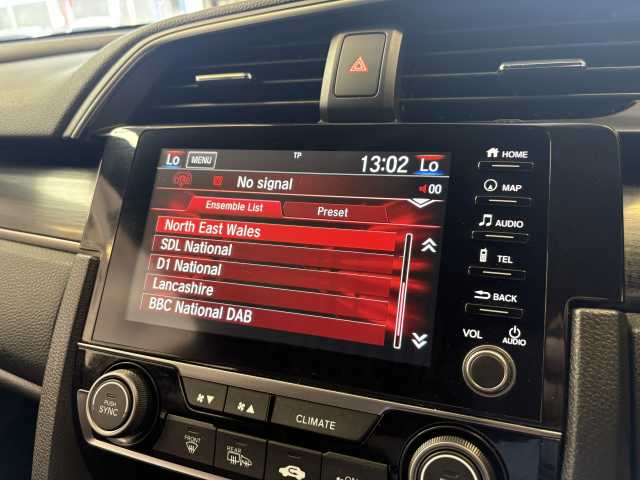 TP
Lo MENU 13:02 Lo
No signal 00
Ensemble List Preset
North East Wales
SDL National
D1 National
Lancashire
BBC National DAB
HOME
MAP
AUDIO
TEL
BACK
VOL AUDIO
PUSH
SYNC
CLIMATE
FRONT
REAR
ON